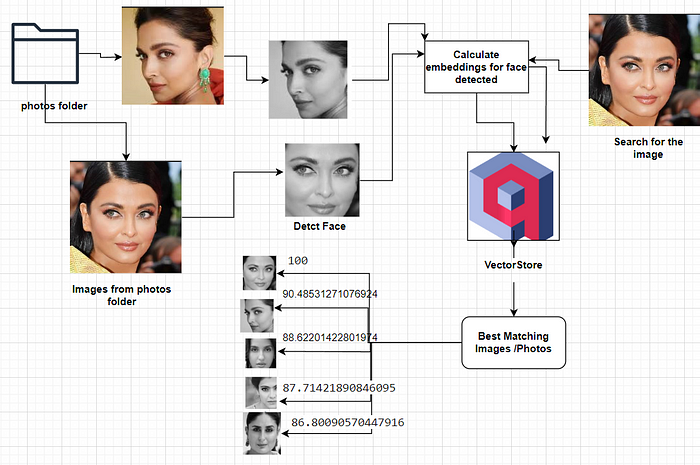 photos folder
Calculate
embeddings for face
detected
Search for the
image
Detct Face
Images from photos
folder
VectorStore
Best Matching
Images /Photos
100
90.48531271076924
88.62201422801974
87.71421890846095
86.80090570447916